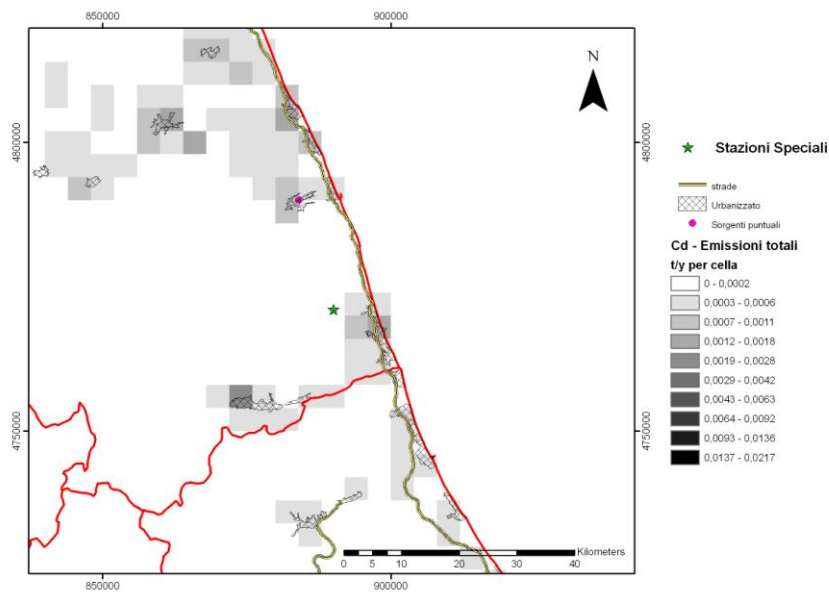 850000
900000
N
4800000
4800000
Stazioni Speciali
strade
Urbanizzato
Sorgenti puntuali
Cd - Emissioni totali
t/y per cella
0 - 0,0002
0,0003 - 0,0006
0,0007 - 0,0011
0,0012 - 0,0018
0,0019 - 0,0028
0,0029 - 0,0042
0,0043 - 0,0063
0,0064 - 0,0092
0,0093 - 0,0136
0,0137 - 0,0217
4750000
4750000
Kilometers
0 5 10 20 30 40
850000
900000